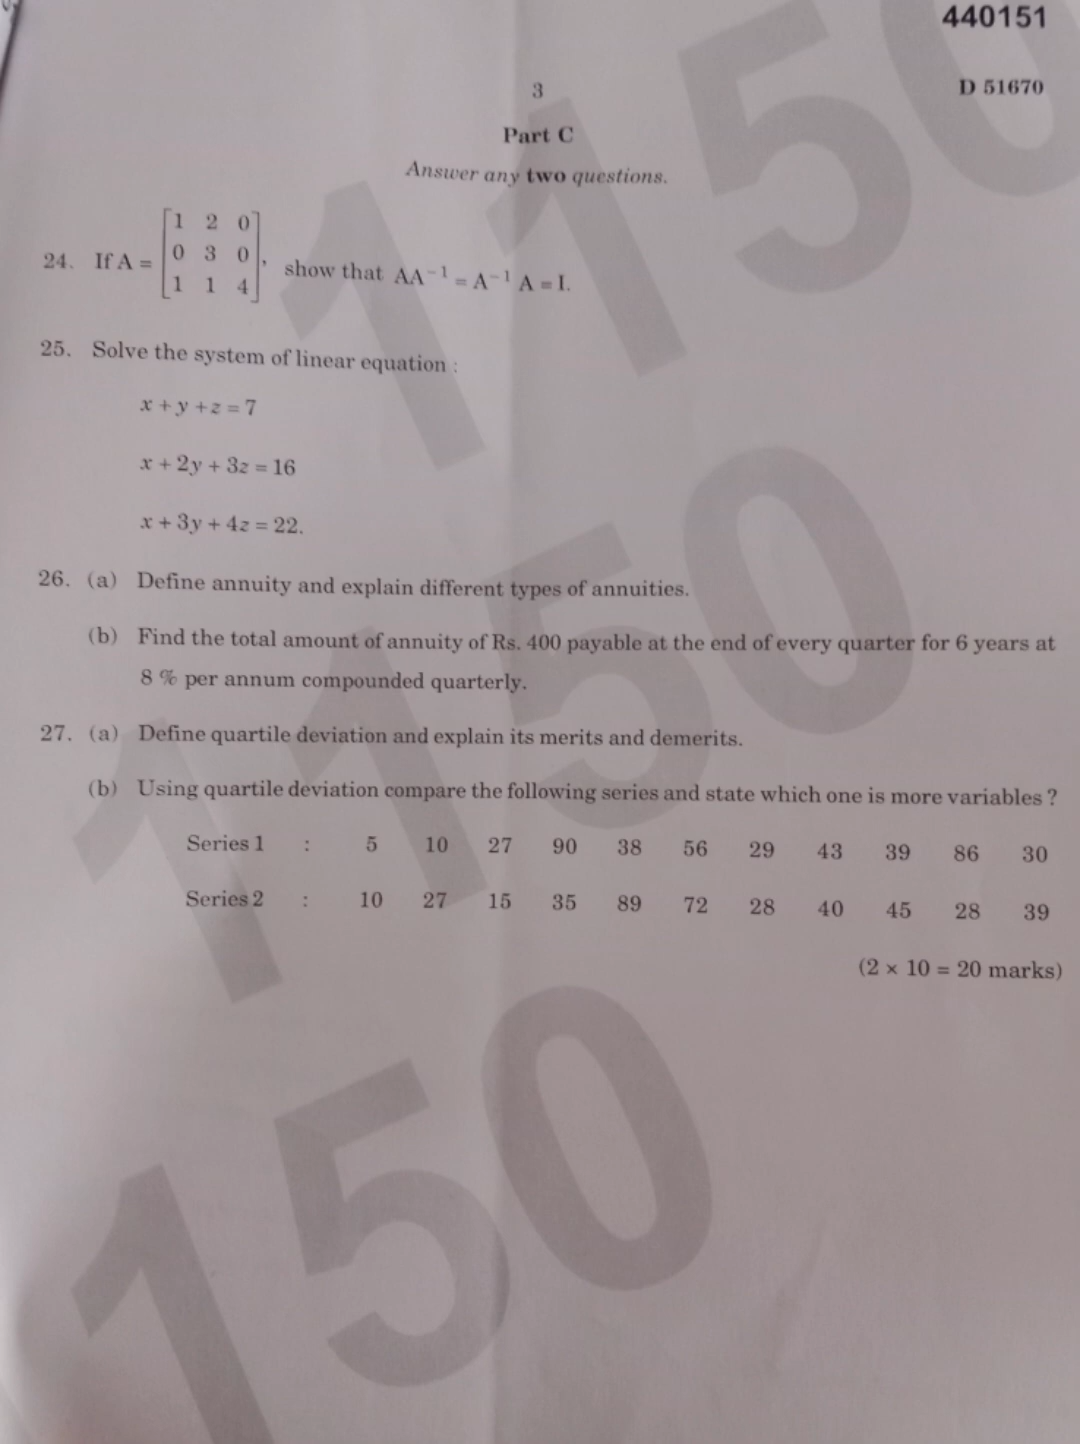 440151
3
D 51670
Part C
Answer any two questions.
24. If A = [1 2 0
0 3 0
1 1 4], show that AA⁻¹ = A⁻¹ A = I.
25. Solve the system of linear equation :
x + y + z = 7
x + 2y + 3z = 16
x + 3y + 4z = 22.
26. (a) Define annuity and explain different types of annuities.
(b) Find the total amount of annuity of Rs. 400 payable at the end of every quarter for 6 years at
8 % per annum compounded quarterly.
27. (a) Define quartile deviation and explain its merits and demerits.
(b) Using quartile deviation compare the following series and state which one is more variables ?
Series 1 : 5 10 27 90 38 56 29 43 39 86 30
Series 2 : 10 27 15 35 89 72 28 40 45 28 39
(2 × 10 = 20 marks)
1150
1150
150